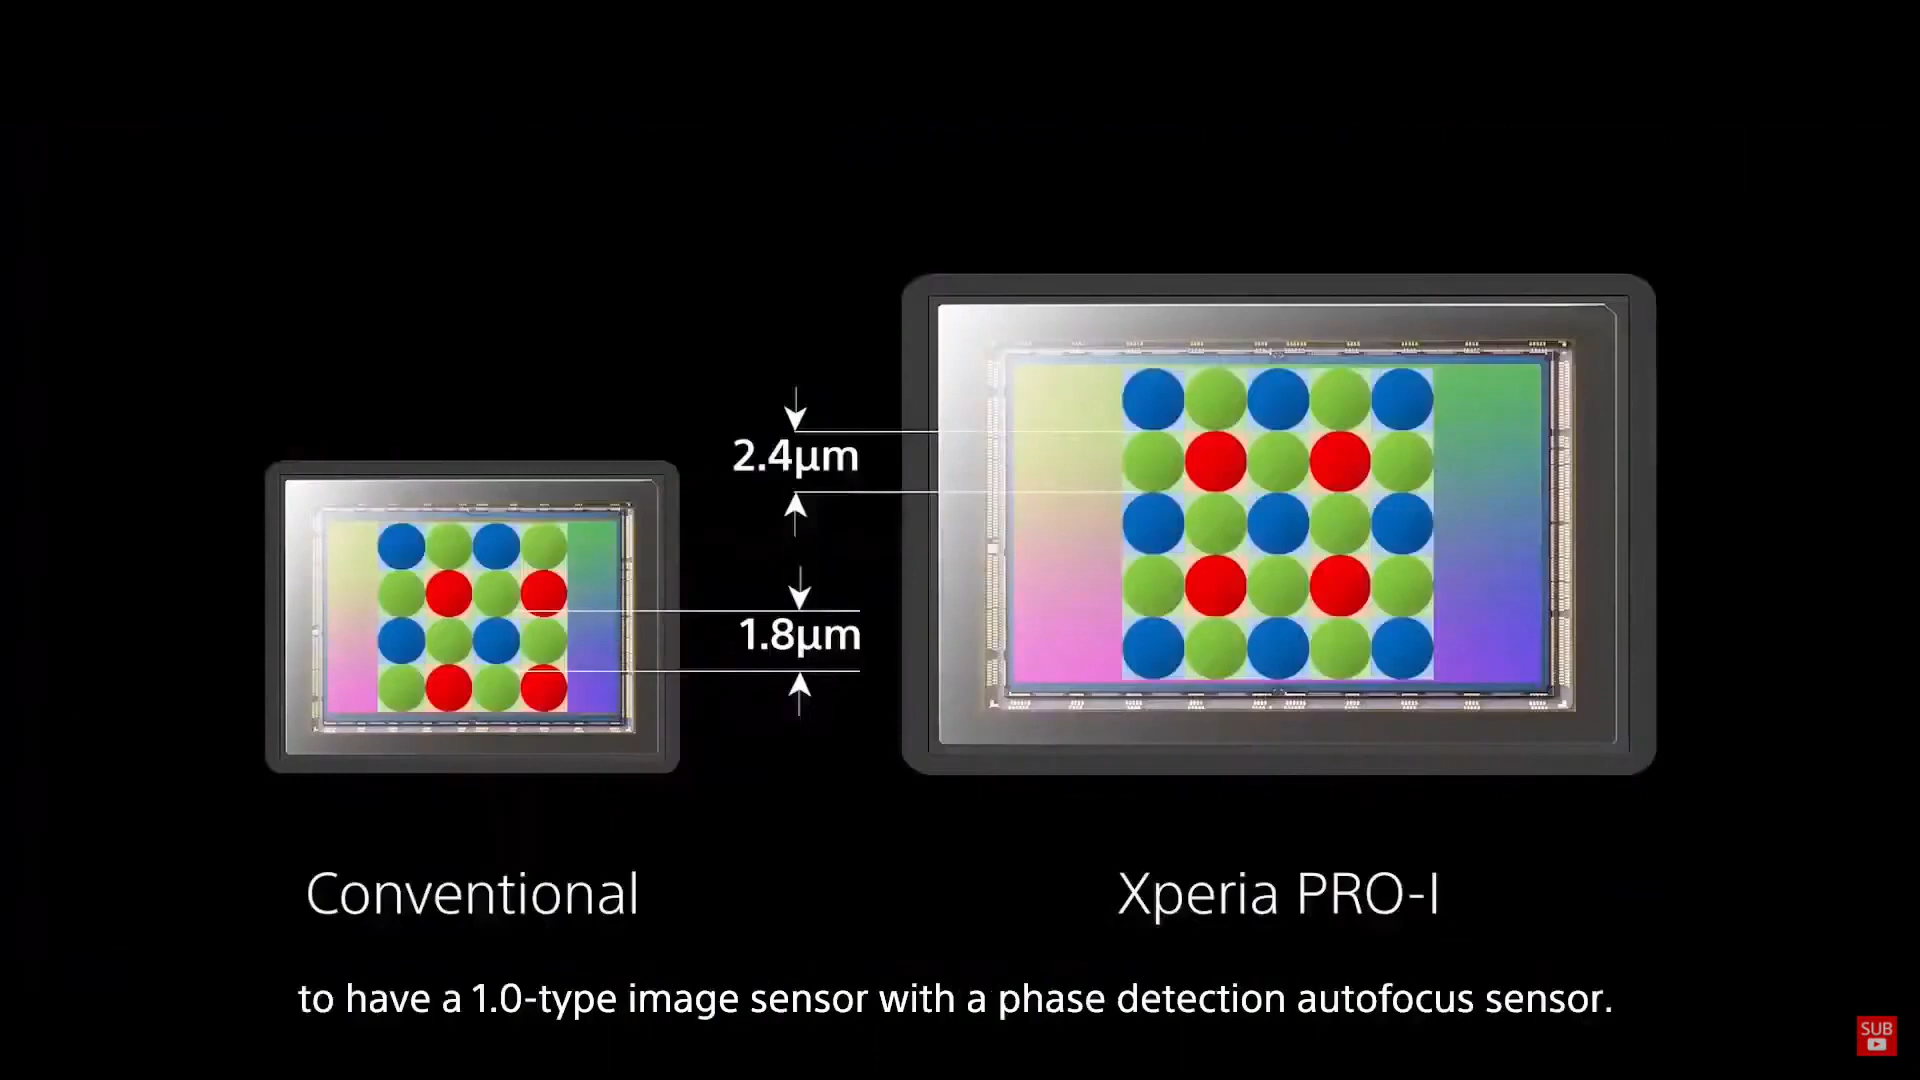 2.4μm
1.8μm
Conventional
Xperia PRO-I
to have a 1.0-type image sensor with a phase detection autofocus sensor.
SUB